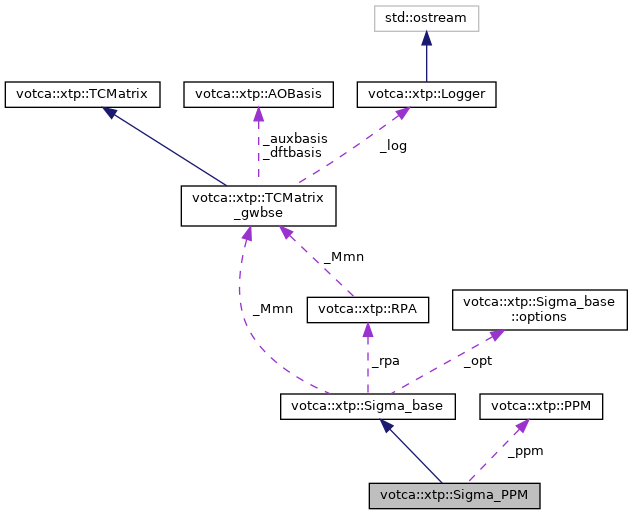 std::ostream
votca::xtp::TCMatrix
votca::xtp::AOBasis
votca::xtp::Logger
_auxbasis
_dftbasis
_log
votca::xtp::TCMatrix
_gwbse
_Mmn
votca::xtp::Sigma_base
::options
votca::xtp::RPA
_Mmn
_rpa
_opt
votca::xtp::Sigma_base
votca::xtp::PPM
_ppm
votca::xtp::Sigma_PPM